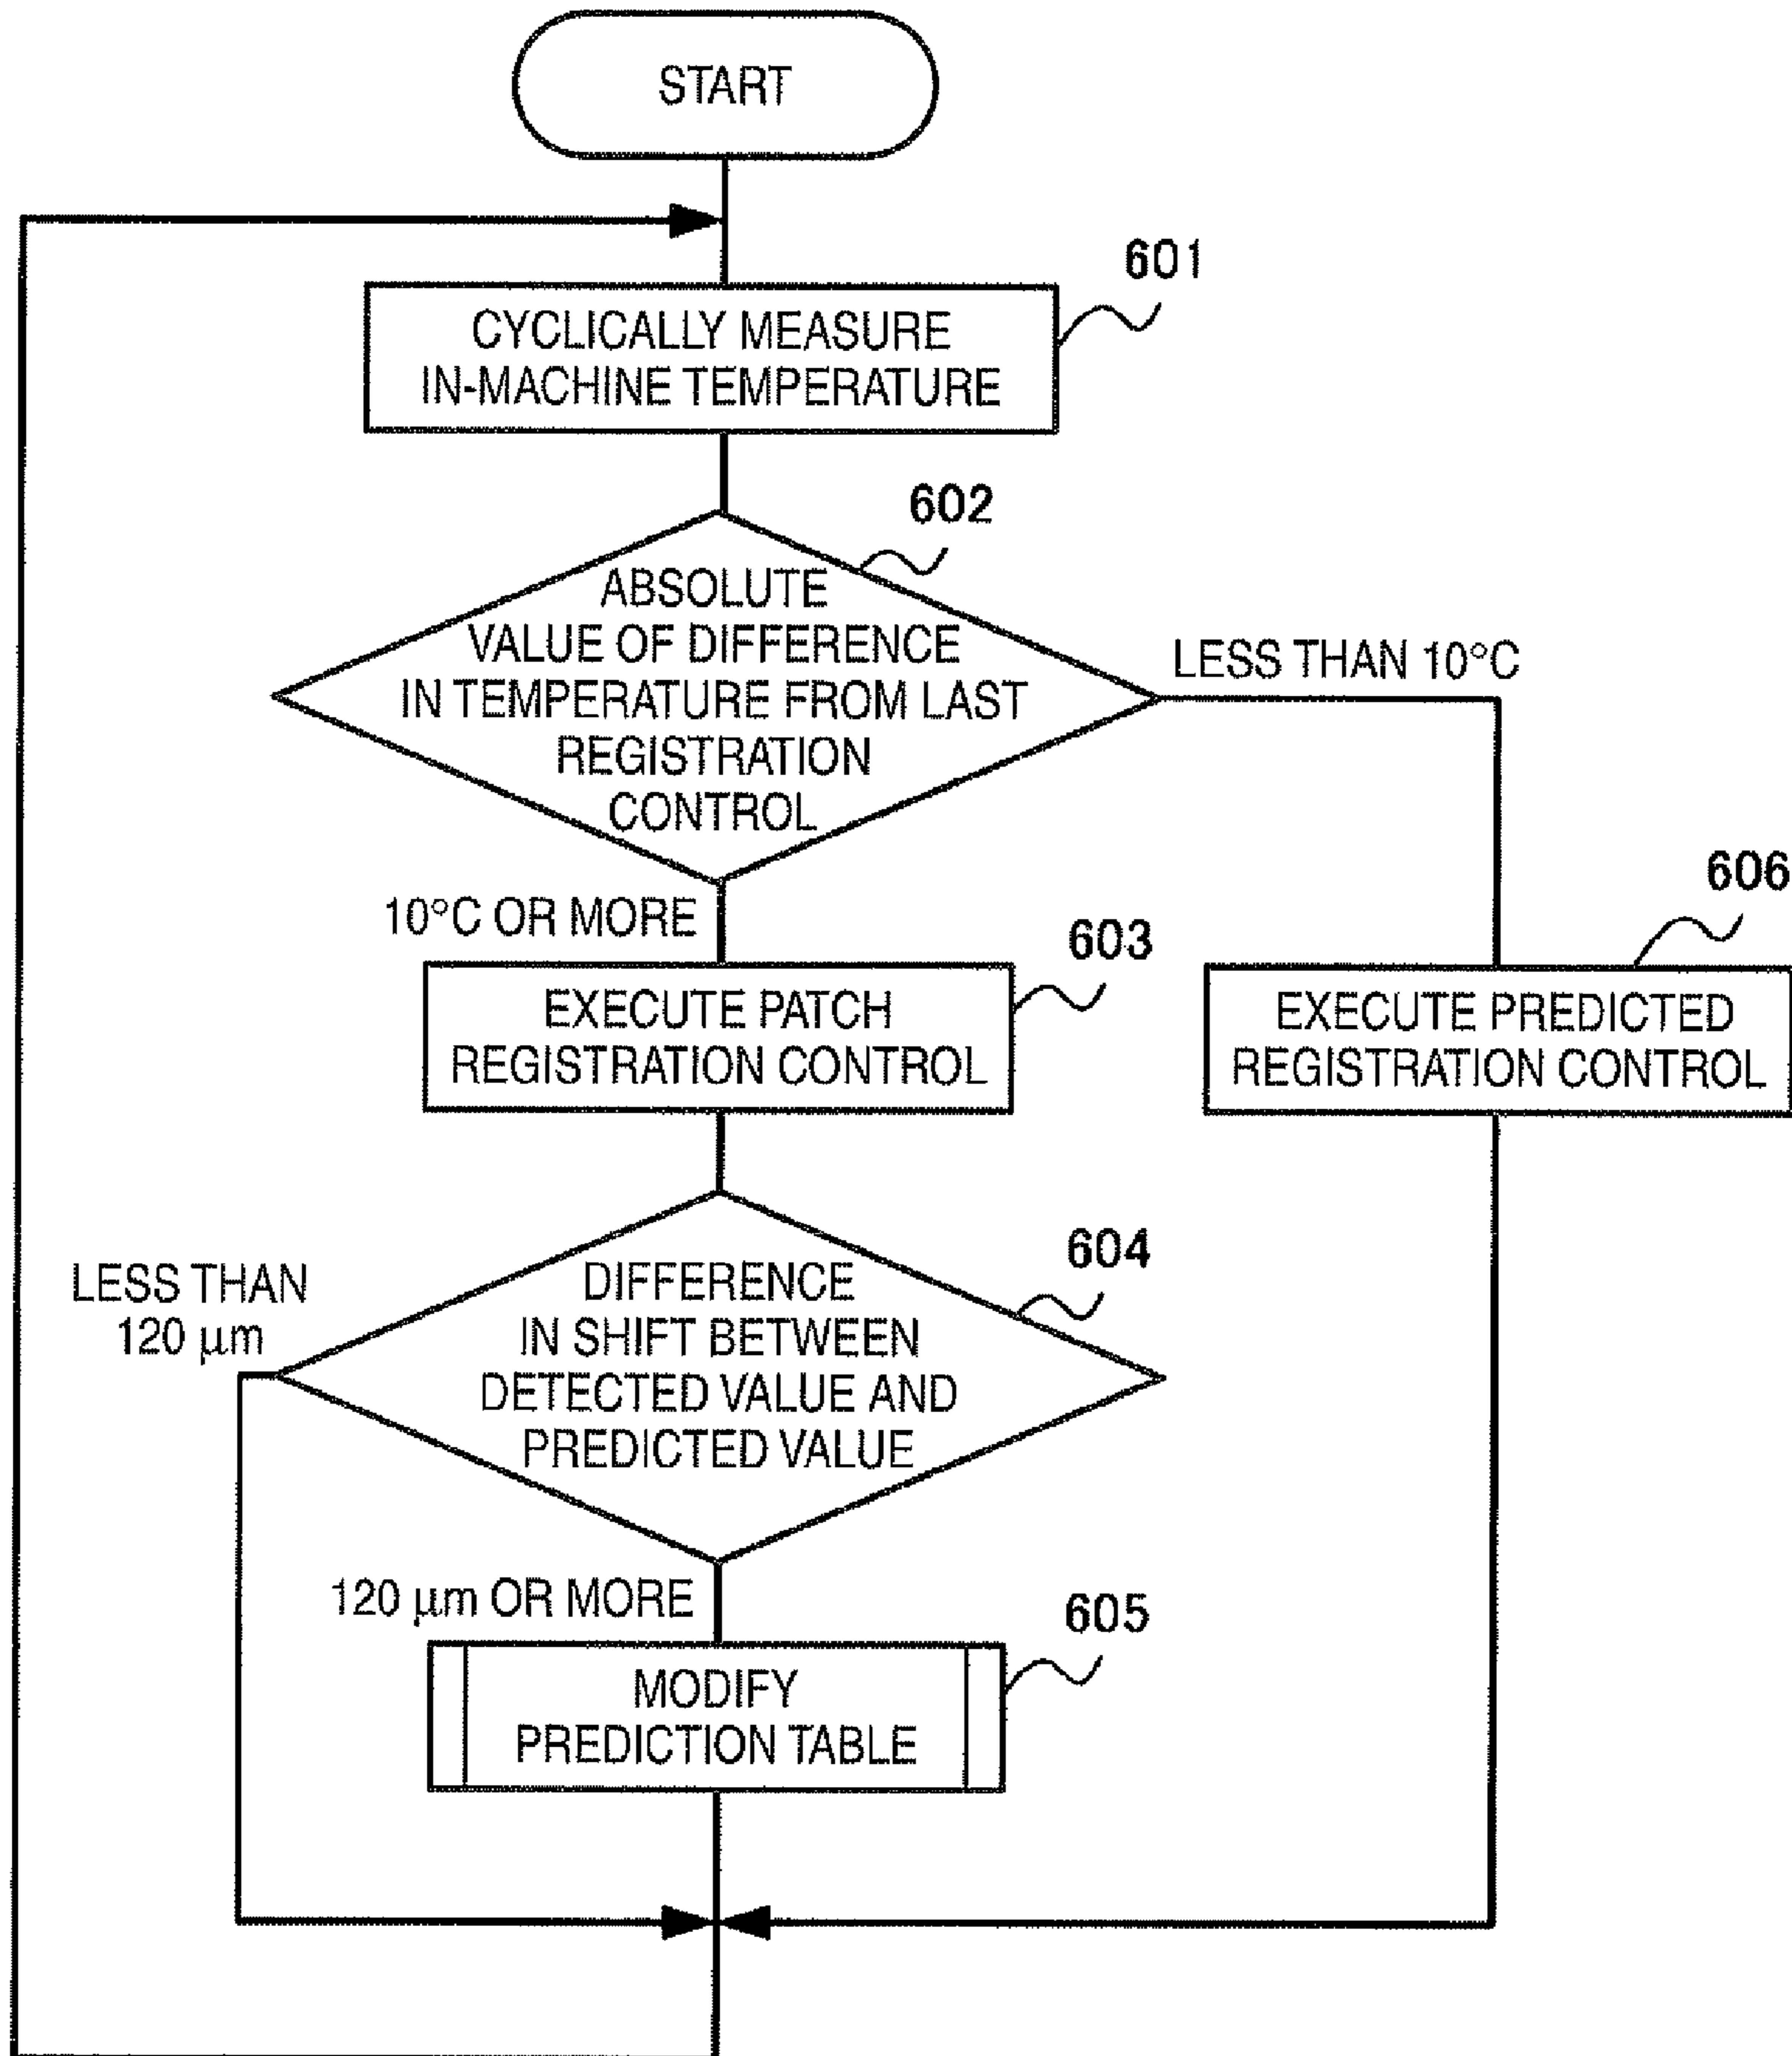 START
601
CYCLICALLY MEASURE
IN-MACHINE TEMPERATURE
602
ABSOLUTE
VALUE OF DIFFERENCE
IN TEMPERATURE FROM LAST
REGISTRATION
CONTROL
LESS THAN 10°C
10°C OR MORE
603
EXECUTE PATCH
REGISTRATION CONTROL
606
EXECUTE PREDICTED
REGISTRATION CONTROL
604
DIFFERENCE
IN SHIFT BETWEEN
DETECTED VALUE AND
PREDICTED VALUE
LESS THAN
120 μm
120 μm OR MORE
605
MODIFY
PREDICTION TABLE